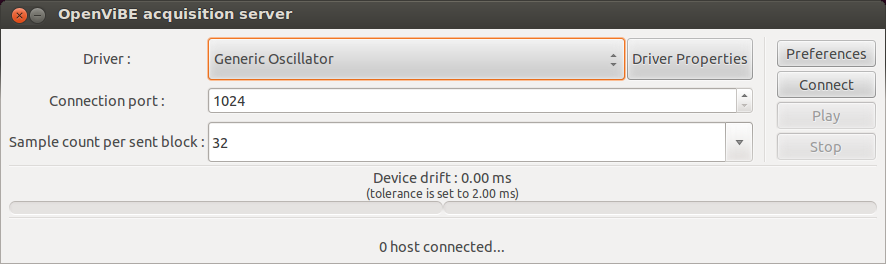 OpenViBE acquisition server
Driver : Generic Oscillator Driver Properties Preferences
Connect
Connection port : 1024
Play
Sample count per sent block : 32
Stop
Device drift : 0.00 ms
(tolerance is set to 2.00 ms)
0 host connected...